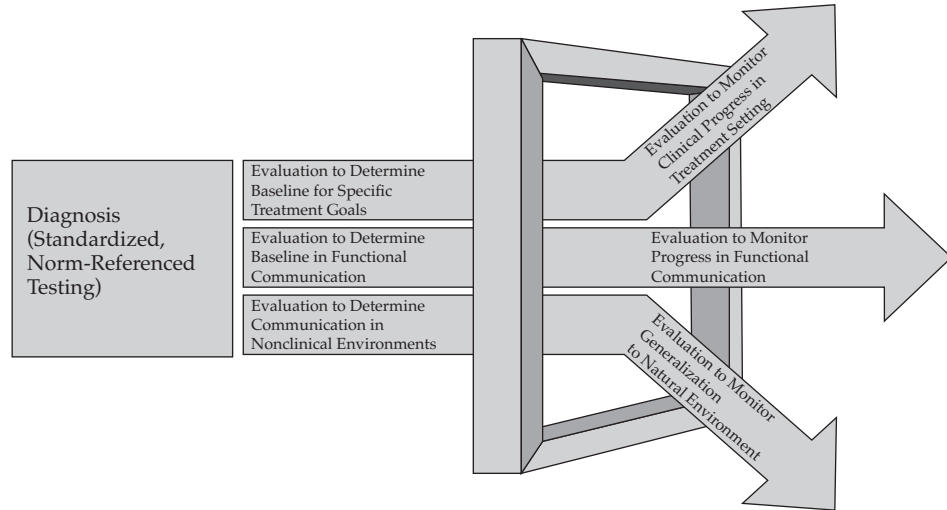 Diagnosis
(Standardized,
Norm-Referenced
Testing)
Evaluation to Determine
Baseline for Specific
Treatment Goals
Evaluation to Determine
Baseline in Functional
Communication
Evaluation to Determine
Communication in
Nonclinical Environments
Evaluation to Monitor
Clinical Progress in
Treatment Setting
Evaluation to Monitor
Progress in Functional
Communication
Evaluation to Monitor
Generalization
to Natural Environment